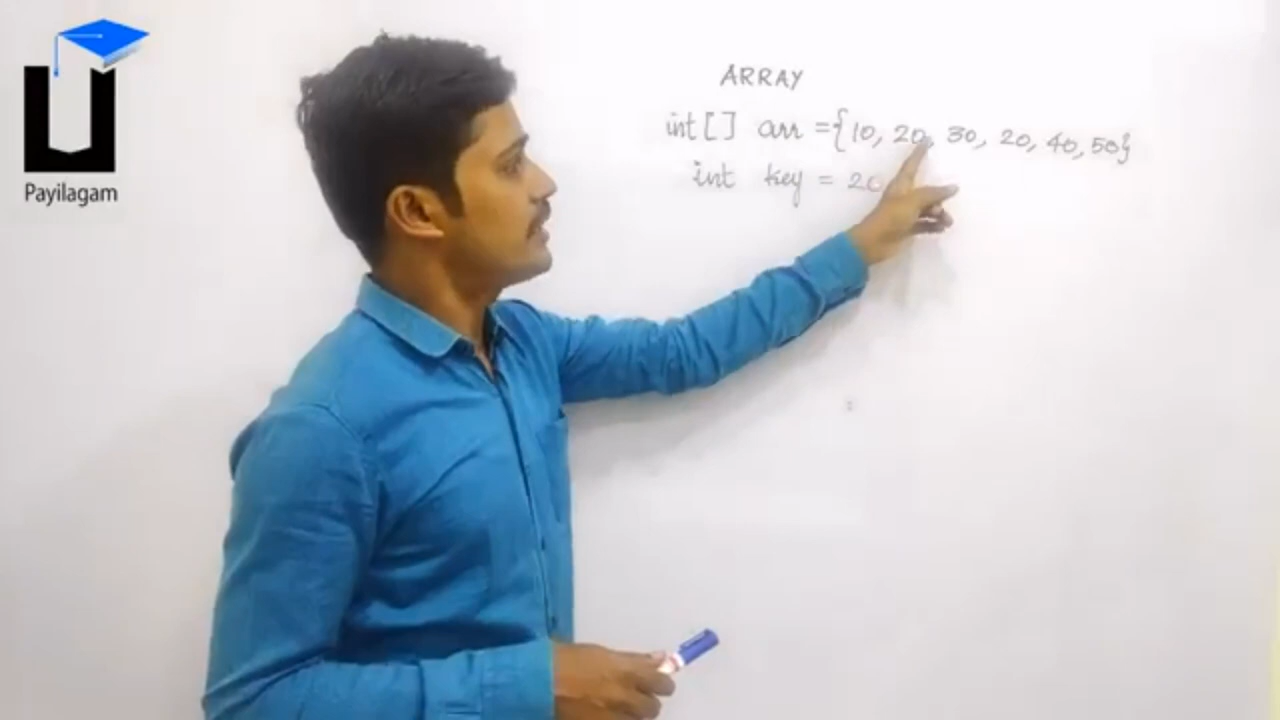 Payilagam
ARRAY
int[] arr ={10, 20, 30, 20, 40, 50}
int key = 20